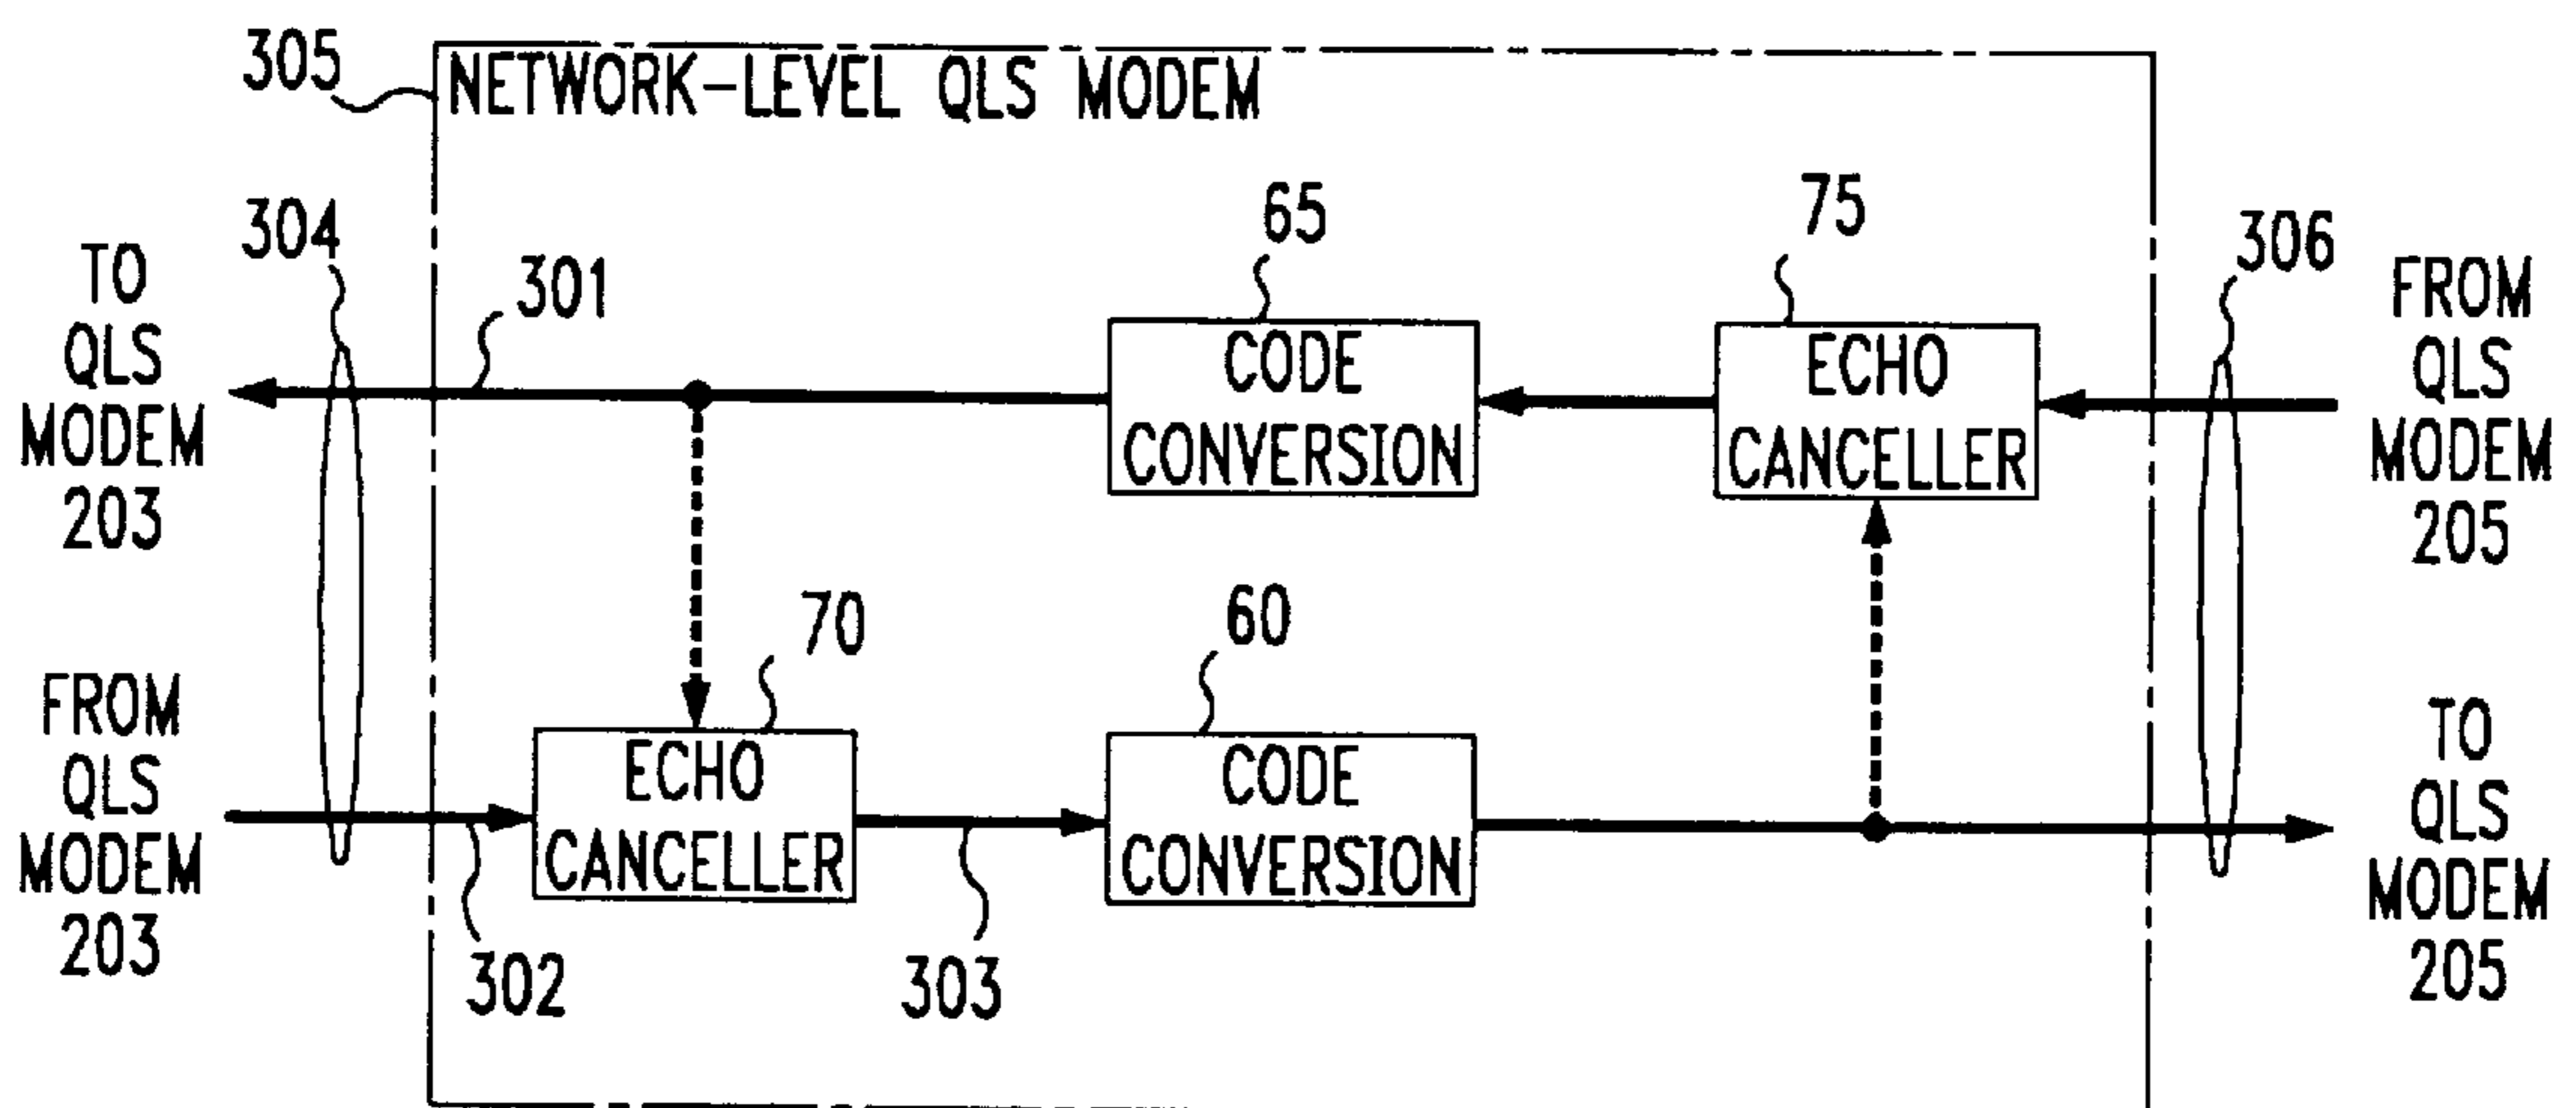 305
NETWORK-LEVEL QLS MODEM
304
301
65
75
306
TO
QLS
MODEM
203
CODE
CONVERSION
ECHO
CANCELLER
FROM
QLS
MODEM
205
70
60
FROM
QLS
MODEM
203
ECHO
CANCELLER
CODE
CONVERSION
TO
QLS
MODEM
205
302
303